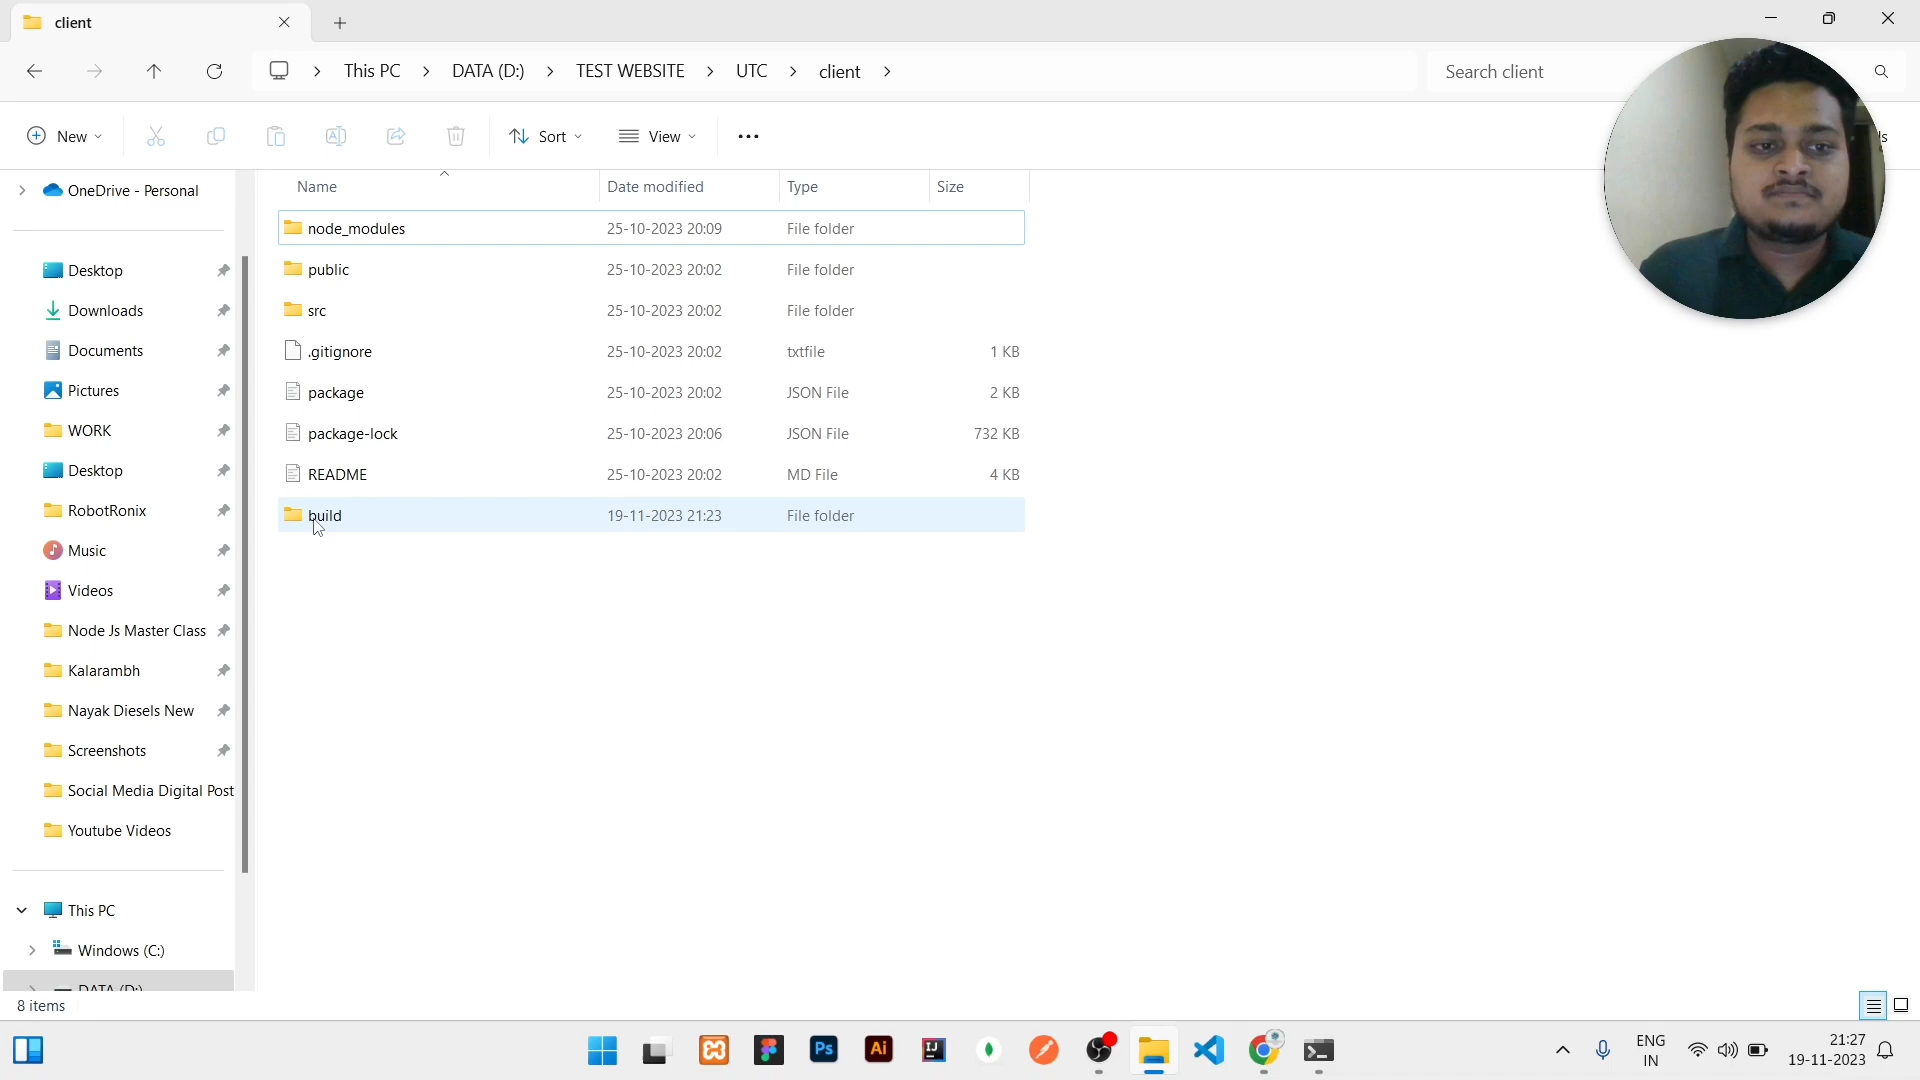 client
This PC > DATA (D:) > TEST WEBSITE > UTC > client >
Search client
New
Sort
View
Name Date modified Type Size
OneDrive - Personal
Desktop
Downloads
Documents
Pictures
WORK
Desktop
RobotRonix
Music
Videos
Node Js Master Class
Kalarambh
Nayak Diesels New
Screenshots
Social Media Digital Post
Youtube Videos
This PC
Windows (C:)
DATA (D:)
node_modules 25-10-2023 20:09 File folder
public 25-10-2023 20:02 File folder
src 25-10-2023 20:02 File folder
.gitignore 25-10-2023 20:02 txtfile 1 KB
package 25-10-2023 20:02 JSON File 2 KB
package-lock 25-10-2023 20:06 JSON File 732 KB
README 25-10-2023 20:02 MD File 4 KB
build 19-11-2023 21:23 File folder
8 items
Ps
Ai
IJ
ENG
IN
21:27
19-11-2023